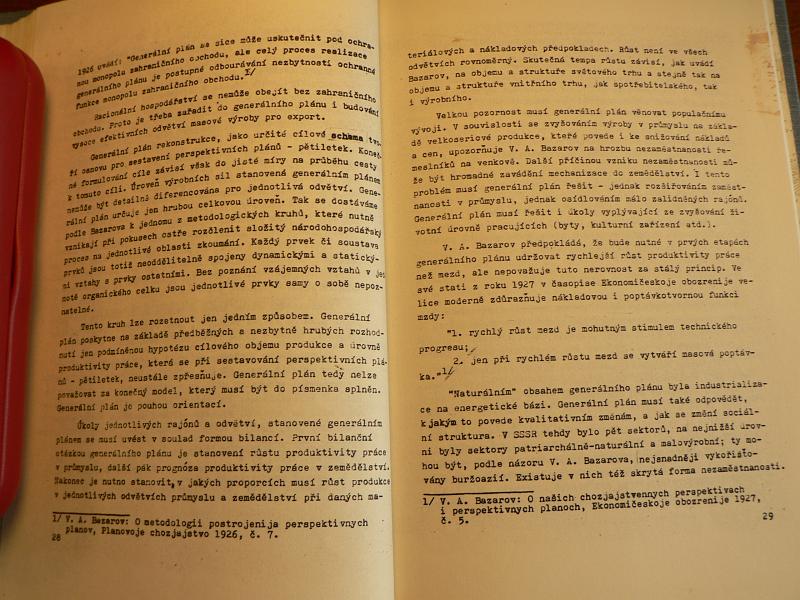 1926 uvádí: "Generální plán se sice může uskutečnit pod ochra-
nou monopolu zahraničního obchodu, ale celý proces realizace
generálního plánu je postupné odbourávání nezbytnosti ochranné
funkce monopolu zahraničního obchodu."1/
Racionální hospodářství se nemůže obejít bez zahraničního
obchodu. Proto je třeba zařadit do generálního plánu i budování
vysoce efektivních odvětví masové výroby pro export.
Generální plán rekonstrukce, jako určité cílové schema tvo-
ří osnovu pro sestavení perspektivních plánů - pětiletek. Koneč-
né formulování cíle závisí však do jisté míry na průběhu cesty
k tomuto cíli. Úroveň výrobních sil stanovená generálním plánem
nemůže být detailně diferencována pro jednotlivá odvětví. Gene-
rální plán určuje jen hrubou celkovou úroveň. Tak se dostáváme
podle Bazarova k jednomu z metodologických kruhů, které nutně
vznikají při pokusech ostře rozčlenit složitý národohospodářský
proces na jednotlivé oblasti zkoumání. Každý prvek či soustava
prvků jsou totiž neoddělitelně spojeny dynamickými a statický-
mi vztahy s prvky ostatními. Bez poznání vzájemných vztahů v jed
notě organického celku jsou jednotlivé prvky samy o sobě nepoz-
natelné.
Tento kruh lze rozetnout jen jedním způsobem. Generální
plán poskytne na základě předběžných a nezbytně hrubých rozhod-
nutí jen podmíněnou hypotézu cílového objemu produkce a úrovně
produktivity práce, která se při sestavování perspektivních plá-
nů - pětiletek, neustále zpřesňuje. Generální plán tedy nelze
považovat za konečný model, který musí být do písmenka splněn.
Generální plán je pouhou orientací.
Úkoly jednotlivých rajónů a odvětví, stanovené generálním
plánem se musí uvést v soulad formou bilancí. První bilanční
otázkou generálního plánu je stanovení růstu produktivity práce
v průmyslu, další pák prognóza produktivity práce v zemědělství.
Nakonec je nutno stanovit, v jakých proporcích musí růst produkce
v jednotlivých odvětvích průmyslu a zemědělství při daných ma-
1/ V. A. Bazarov: O metodologii postrojenija perspektivnych
planov, Planovoje chozjajstvo 1926, č. 7.
28
teriálových a nákladových předpokladech. Růst není ve všech
odvětvích rovnoměrný. Skutečná tempa růstu závisí, jak uvádí
Bazarov, na objemu a struktuře světového trhu a stejně tak na
objemu a struktuře vnitřního trhu, jak spotřebitelského, tak
i výrobního.
Velkou pozornost musí generální plán věnovat populačnímu
vývoji. V souvislosti se zvyšováním výroby v průmyslu na zákla-
dě velkoseriové produkce, které povede i ke snižování nákladů
a cen, upozorňuje V. A. Bazarov na hrozbu nezaměstnanosti ře-
meslníků na venkově. Další příčinou vzniku nezaměstnanosti mů-
že být hromadné zavádění mechanizace do zemědělství. I tento
problém musí generální plán řešit - jednak rozšiřováním zaměst-
nanosti v průmyslu, jednak osídlováním málo zalidněných rajónů.
Generální plán musí řešit i úkoly vyplývající ze zvyšování ži-
votní úrovně pracujících (byty, kulturní zařízení atd.).
V. A. Bazarov předpokládá, že bude nutné v prvých etapách
generálního plánu udržovat rychlejší růst produktivity práce
než mezd, ale nepovažuje tuto nerovnost za stálý princip. Ve
své stati z roku 1927 v časopise Ekonomičeskoje obozrenije ve-
lice moderně zdůrazňuje nákladovou i poptávkotvornou funkci
mzdy:
"1. rychlý růst mezd je mohutným stimulem technického
progresu;
2. jen při rychlém růstu mezd se vytváří masová poptáv-
ka."1/
"Naturálním" obsahem generálního plánu byla industrializa-
ce na energetické bázi. Generální plán musí také odpovědět,
k jakým to povede kvalitativním změnám, a jak se změní sociál-
ní struktura. V SSSR tehdy bylo pět sektorů, na nejnižší úrov-
ni byly sektory patriarchálně-naturální a malovýrobní; ty mo-
hou být, podle názoru V. A. Bazarova, nejsnadněji vykořisto-
vány buržoazií. Existuje v nich též skrytá forma nezaměstnanosti.
1/ V. A. Bazarov: O našich chozjajstvennych perspektivach
i perspektivnych planoch, Ekonomičeskoje obozrenije 1927,
č. 5.
29